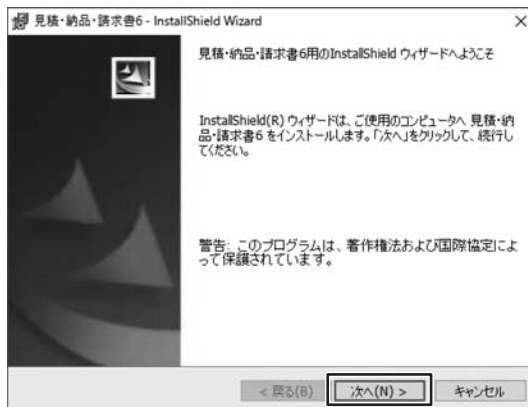 見積・納品・請求書6 - InstallShield Wizard
見積・納品・請求書6用のInstallShield ウィザードへようこそ
InstallShield(R) ウィザードは、ご使用のコンピュータへ 見積・納
品・請求書6 をインストールします。「次へ」をクリックして、続行し
てください。
警告: このプログラムは、著作権法および国際協定によ
って保護されています。
< 戻る(B)
次へ(N) >
キャンセル